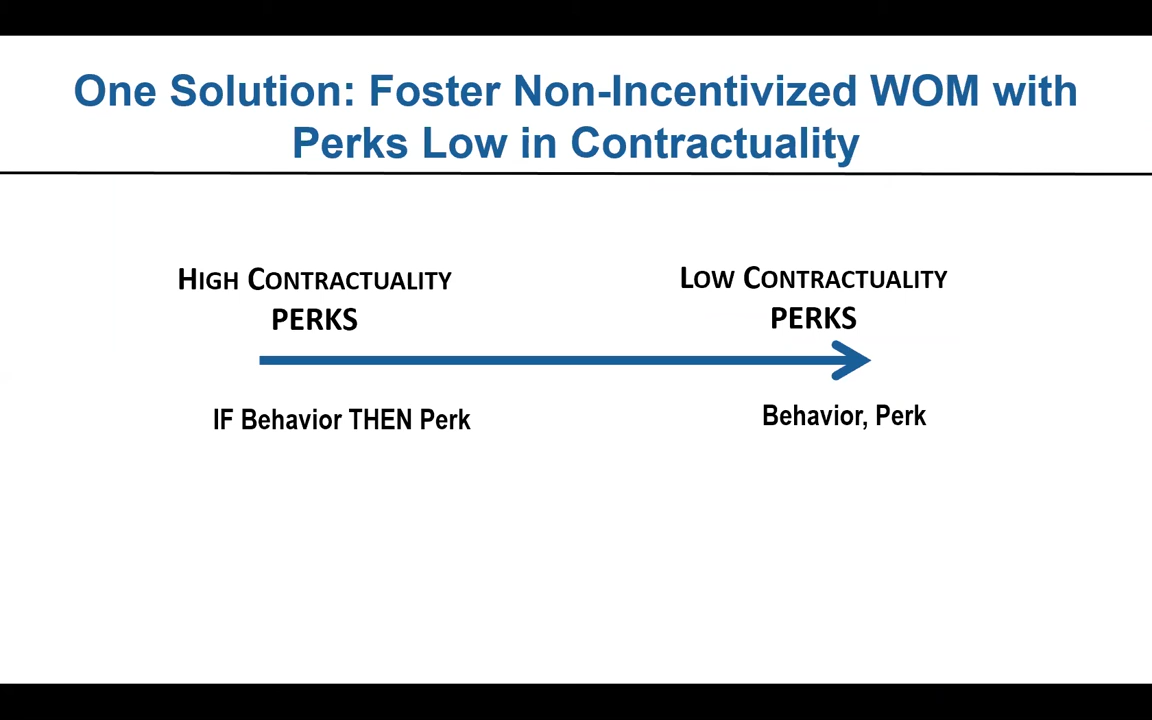 One Solution: Foster Non-Incentivized WOM with
Perks Low in Contractuality
HIGH CONTRACTUALITY
PERKS
LOW CONTRACTUALITY
PERKS
IF Behavior THEN Perk
Behavior, Perk